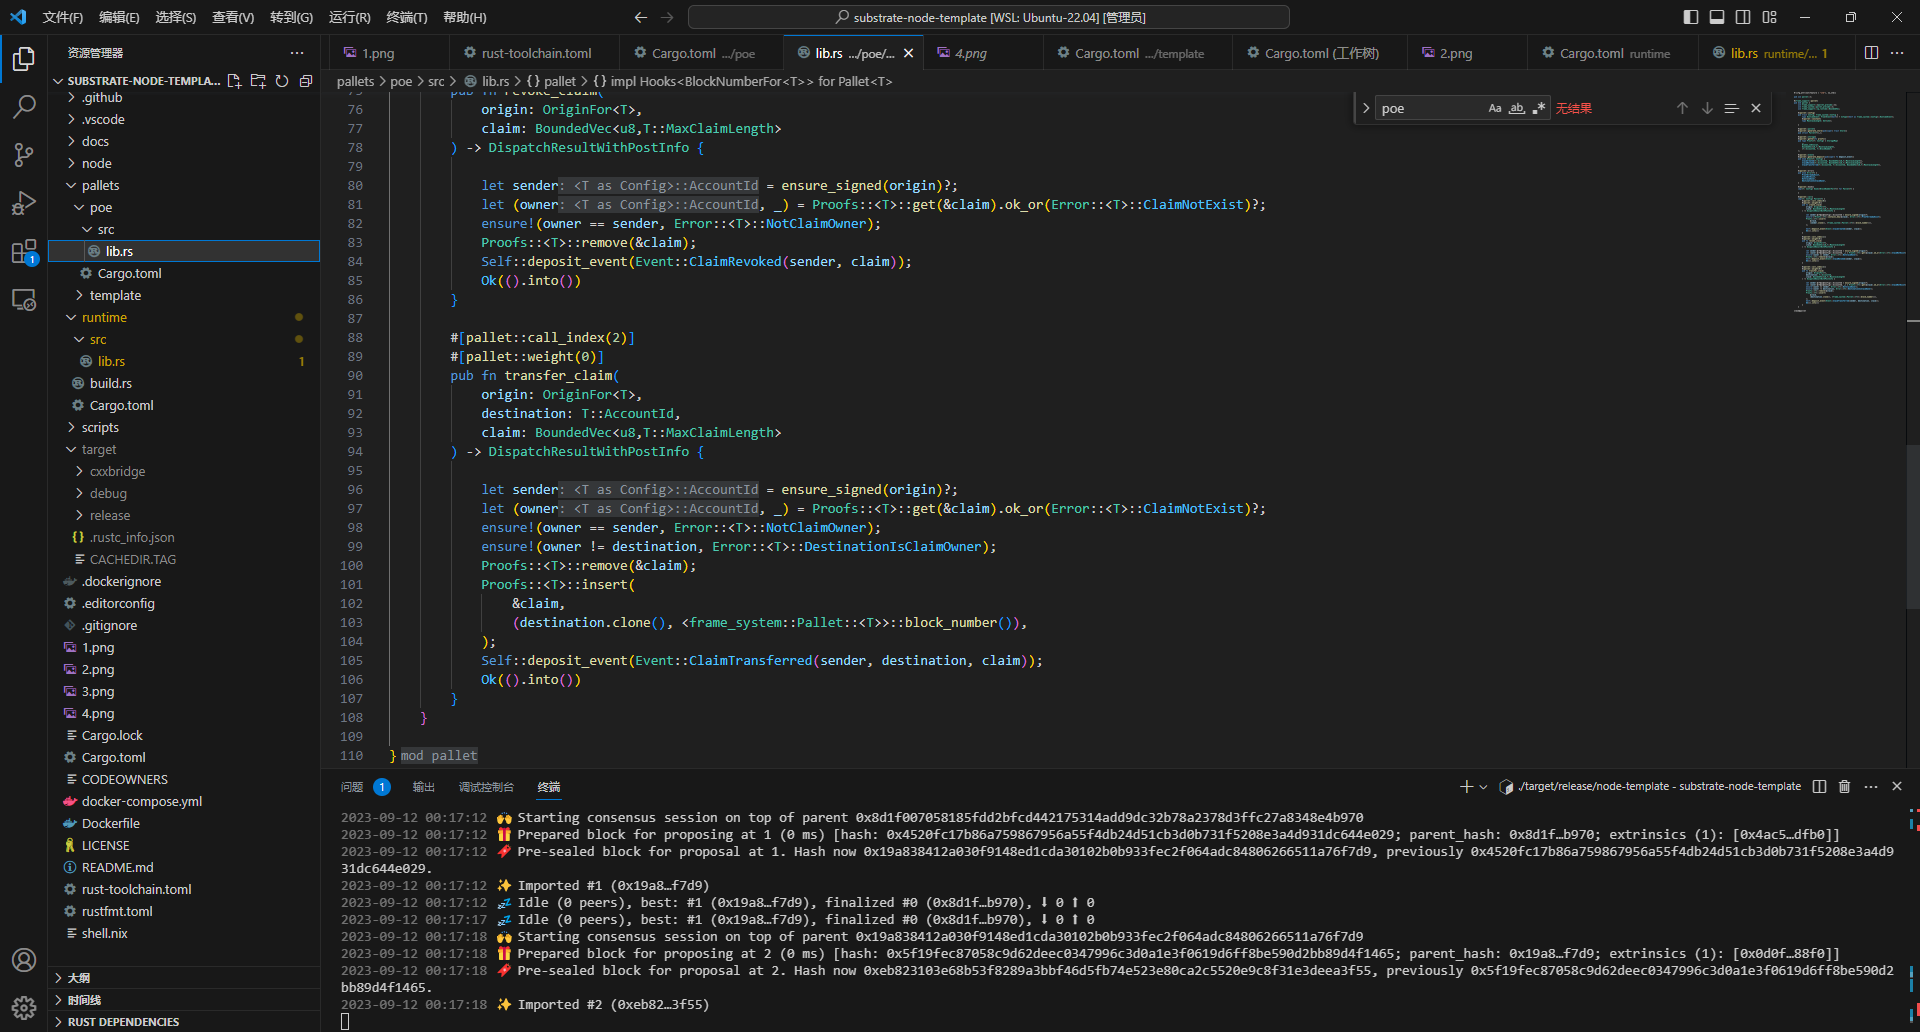 文件(F) 编辑(E) 选择(S) 查看(V) 转到(G) 运行(R) 终端(T) 帮助(H) substrate-node-template [WSL: Ubuntu-22.04] [管理员]
资源管理器
1.png rust-toolchain.toml Cargo.toml .../poe lib.rs .../poe/... 4.png Cargo.toml .../template Cargo.toml (工作树) 2.png Cargo.toml runtime lib.rs runtime/... 1
pallets > poe > src > lib.rs > {} pallet > {} impl Hooks<BlockNumberFor<T>> for Pallet<T>
poe Aa ab .* 无结果
SUBSTRATE-NODE-TEMPLA...
.github
.vscode
docs
node
pallets
poe
src
lib.rs
Cargo.toml
template
runtime
src
lib.rs 1
build.rs
Cargo.toml
scripts
target
cxxbridge
debug
release
{} .rustc_info.json
CACHEDIR.TAG
.dockerignore
.editorconfig
.gitignore
1.png
2.png
3.png
4.png
Cargo.lock
Cargo.toml
CODEOWNERS
docker-compose.yml
Dockerfile
LICENSE
README.md
rust-toolchain.toml
rustfmt.toml
shell.nix
大纲
时间线
RUST DEPENDENCIES
1
75 pub fn revoke_claim(
76 origin: OriginFor<T>,
77 claim: BoundedVec<u8,T::MaxClaimLength>
78 ) -> DispatchResultWithPostInfo {
79
80 let sender: <T as Config>::AccountId = ensure_signed(origin)?;
81 let (owner: <T as Config>::AccountId, _) = Proofs::<T>::get(&claim).ok_or(Error::<T>::ClaimNotExist)?;
82 ensure!(owner == sender, Error::<T>::NotClaimOwner);
83 Proofs::<T>::remove(&claim);
84 Self::deposit_event(Event::ClaimRevoked(sender, claim));
85 Ok(().into())
86 }
87
88 #[pallet::call_index(2)]
89 #[pallet::weight(0)]
90 pub fn transfer_claim(
91 origin: OriginFor<T>,
92 destination: T::AccountId,
93 claim: BoundedVec<u8,T::MaxClaimLength>
94 ) -> DispatchResultWithPostInfo {
95
96 let sender: <T as Config>::AccountId = ensure_signed(origin)?;
97 let (owner: <T as Config>::AccountId, _) = Proofs::<T>::get(&claim).ok_or(Error::<T>::ClaimNotExist)?;
98 ensure!(owner == sender, Error::<T>::NotClaimOwner);
99 ensure!(owner != destination, Error::<T>::DestinationIsClaimOwner);
100 Proofs::<T>::remove(&claim);
101 Proofs::<T>::insert(
102 &claim,
103 (destination.clone(), <frame_system::Pallet::<T>>::block_number()),
104 );
105 Self::deposit_event(Event::ClaimTransferred(sender, destination, claim));
106 Ok(().into())
107 }
108 }
109
110 } mod pallet
问题 1 输出 调试控制台 终端 ./target/release/node-template - substrate-node-template
2023-09-12 00:17:12 🙌 Starting consensus session on top of parent 0x8d1f007058185fdd2bfcd442175314add9dc32b78a2378d3ffc27a8348e4b970
2023-09-12 00:17:12 🎁 Prepared block for proposing at 1 (0 ms) [hash: 0x4520fc17b86a759867956a55f4db24d51cb3d0b731f5208e3a4d931dc644e029; parent_hash: 0x8d1f…b970; extrinsics (1): [0x4ac5…dfb0]]
2023-09-12 00:17:12 🔖 Pre-sealed block for proposal at 1. Hash now 0x19a838412a030f9148ed1cda30102b0b933fec2f064adc84806266511a76f7d9, previously 0x4520fc17b86a759867956a55f4db24d51cb3d0b731f5208e3a4d9
31dc644e029.
2023-09-12 00:17:12 ✨ Imported #1 (0x19a8…f7d9)
2023-09-12 00:17:12 💤 Idle (0 peers), best: #1 (0x19a8…f7d9), finalized #0 (0x8d1f…b970), ⬇ 0 ⬆ 0
2023-09-12 00:17:17 💤 Idle (0 peers), best: #1 (0x19a8…f7d9), finalized #0 (0x8d1f…b970), ⬇ 0 ⬆ 0
2023-09-12 00:17:18 🙌 Starting consensus session on top of parent 0x19a838412a030f9148ed1cda30102b0b933fec2f064adc84806266511a76f7d9
2023-09-12 00:17:18 🎁 Prepared block for proposing at 2 (0 ms) [hash: 0x5f19fec87058c9d62deec0347996c3d0a1e3f0619d6ff8be590d2bb89d4f1465; parent_hash: 0x19a8…f7d9; extrinsics (1): [0x0d0f…88f0]]
2023-09-12 00:17:18 🔖 Pre-sealed block for proposal at 2. Hash now 0xeb823103e68b53f8289a3bbf46d5fb74e523e80ca2c5520e9c8f31e3deea3f55, previously 0x5f19fec87058c9d62deec0347996c3d0a1e3f0619d6ff8be590d2
bb89d4f1465.
2023-09-12 00:17:18 ✨ Imported #2 (0xeb82…3f55)